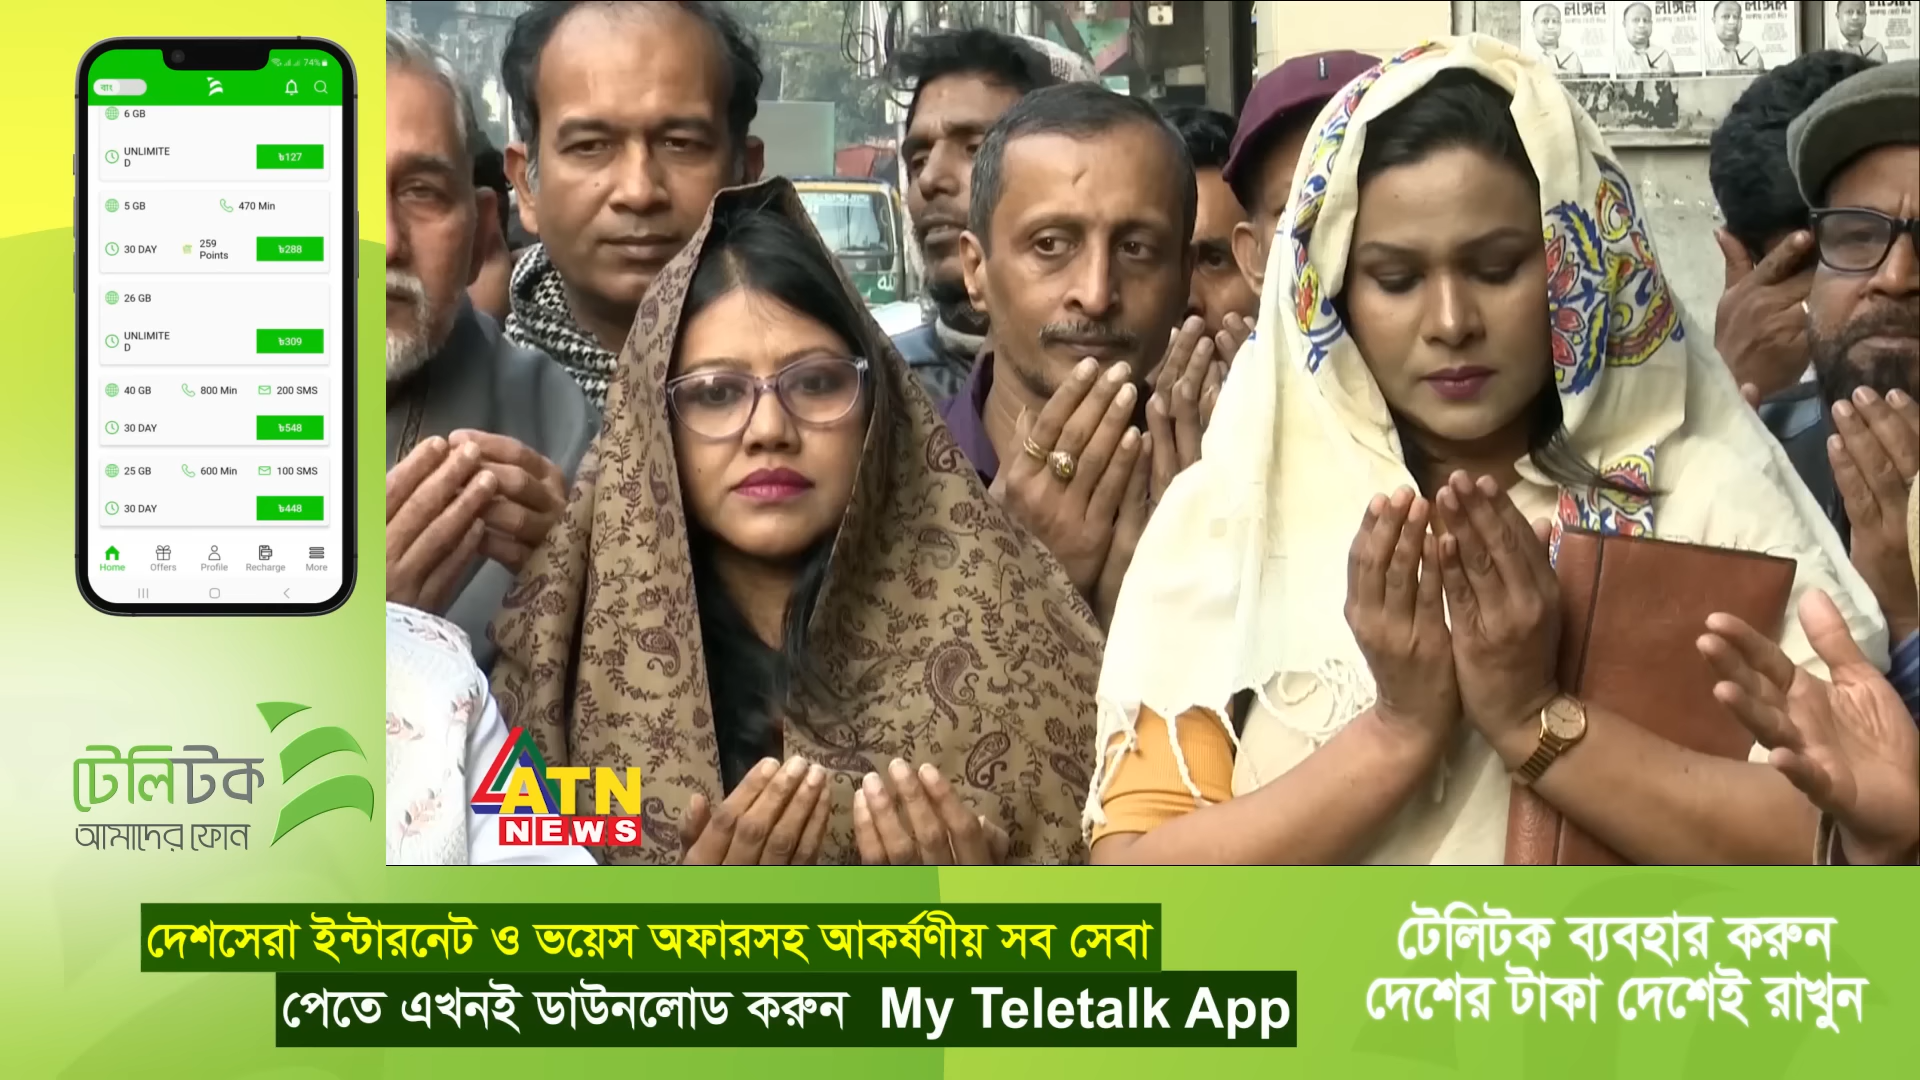 74%
বাং
6 GB
UNLIMITE
D
৳127
5 GB
470 Min
30 DAY
259
Points
৳288
26 GB
UNLIMITE
D
৳309
40 GB
800 Min
200 SMS
30 DAY
৳548
25 GB
600 Min
100 SMS
30 DAY
৳448
Home
Offers
Profile
Recharge
More
টেলিটক
আমাদের ফোন
লাঙ্গল
ATN
NEWS
দেশসেরা ইন্টারনেট ও ভয়েস অফারসহ আকর্ষণীয় সব সেবা
পেতে এখনই ডাউনলোড করুন My Teletalk App
টেলিটক ব্যবহার করুন
দেশের টাকা দেশেই রাখুন